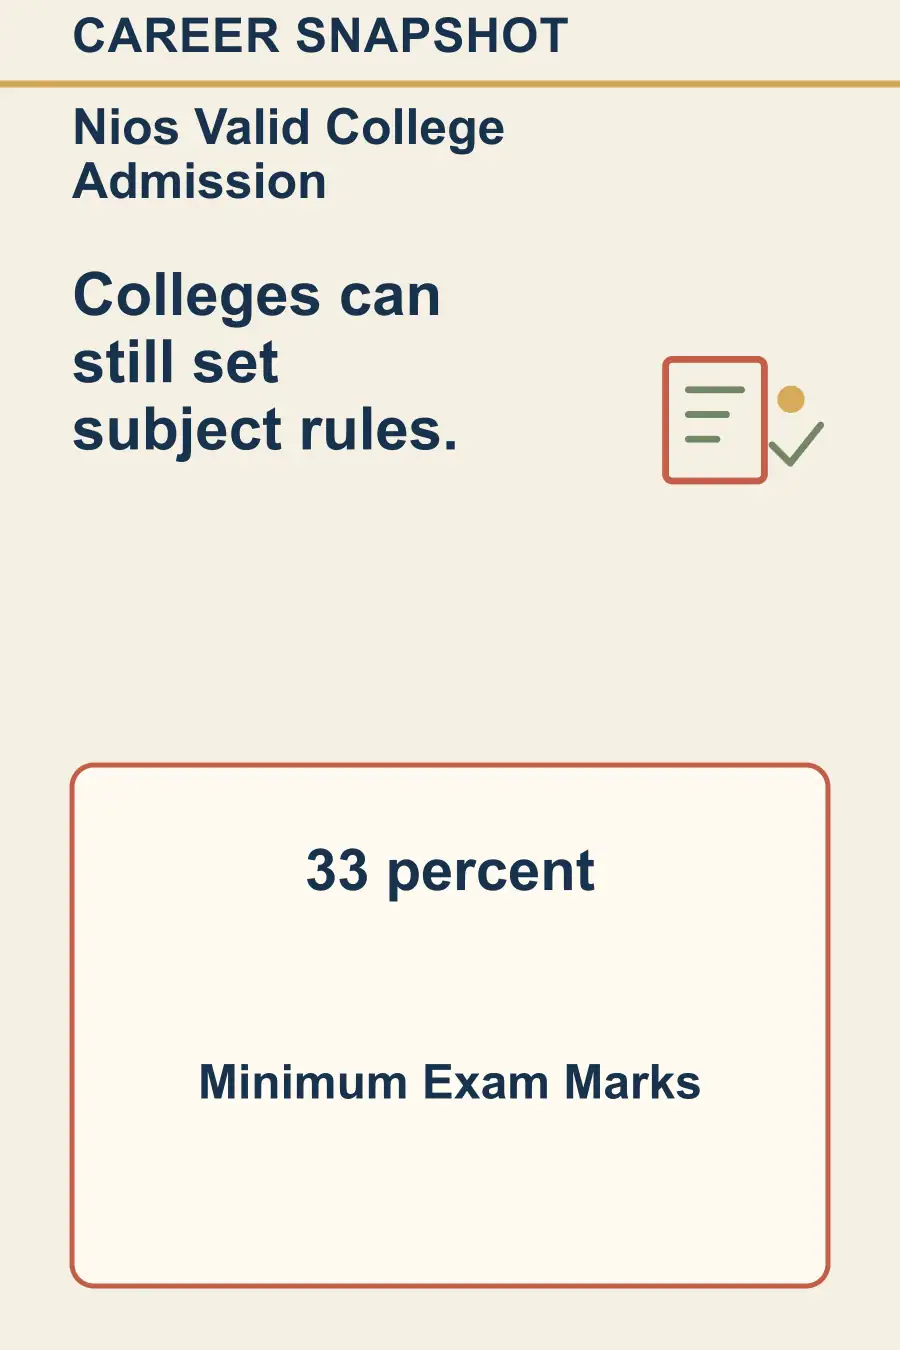 CAREER SNAPSHOT
Nios Valid College
Admission
Colleges can
still set
subject rules.
33 percent
Minimum Exam Marks